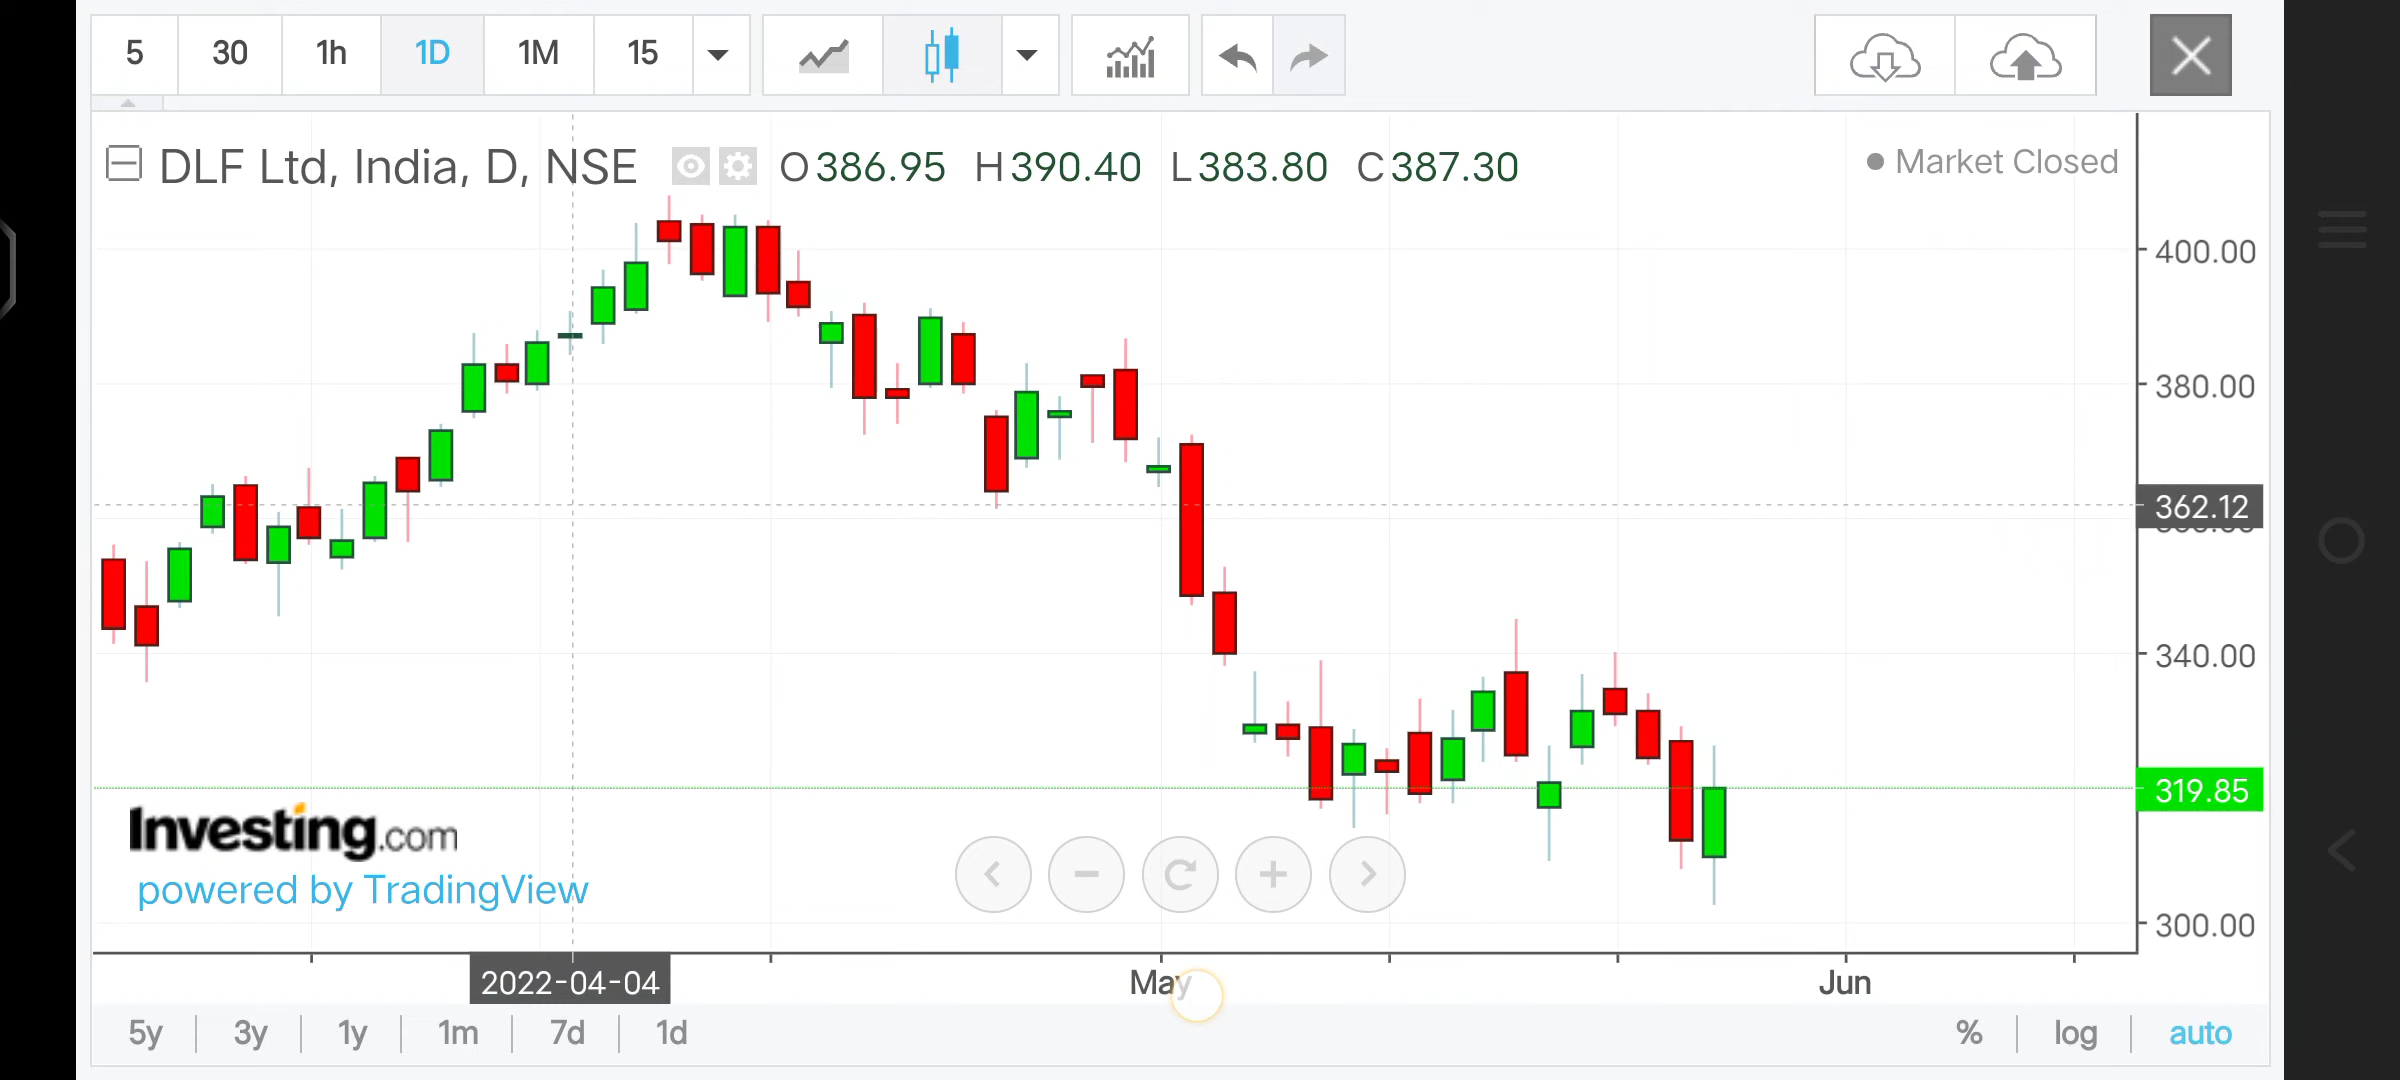 5 30 1h 1D 1M 15
DLF Ltd, India, D, NSE O386.95 H390.40 L383.80 C387.30 Market Closed
400.00
380.00
362.12
340.00
319.85
300.00
Investing.com
powered by TradingView
2022-04-04 May Jun
5y 3y 1y 1m 7d 1d % log auto